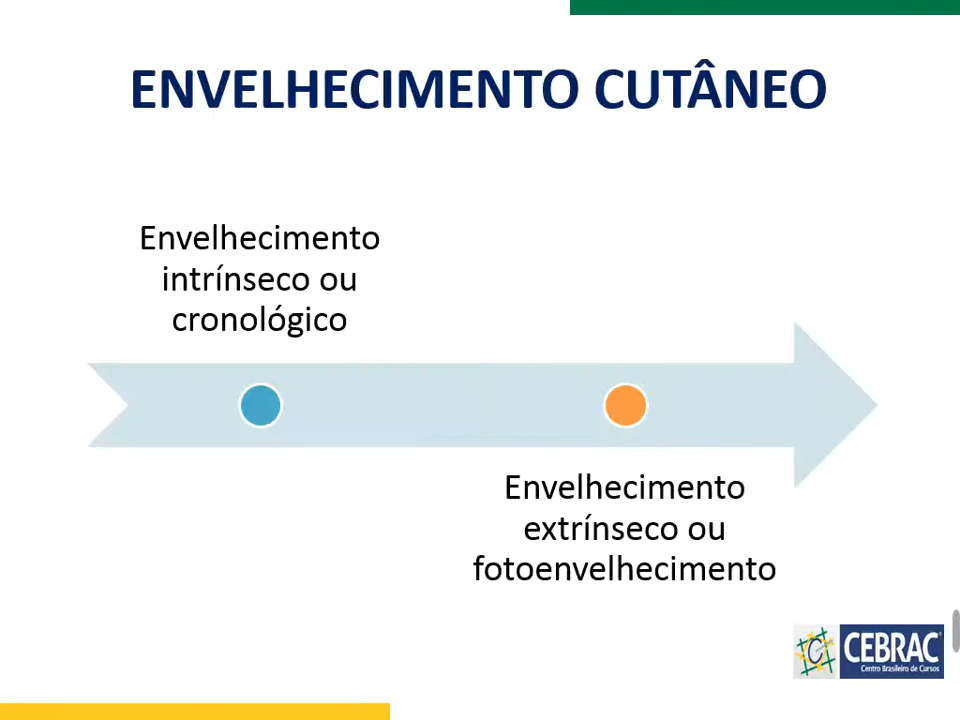 ENVELHECIMENTO CUTÂNEO
Envelhecimento
intrínseco ou
cronológico
Envelhecimento
extrínseco ou
fotoenvelhecimento
CEBRAC
Centro Brasileiro de Cursos